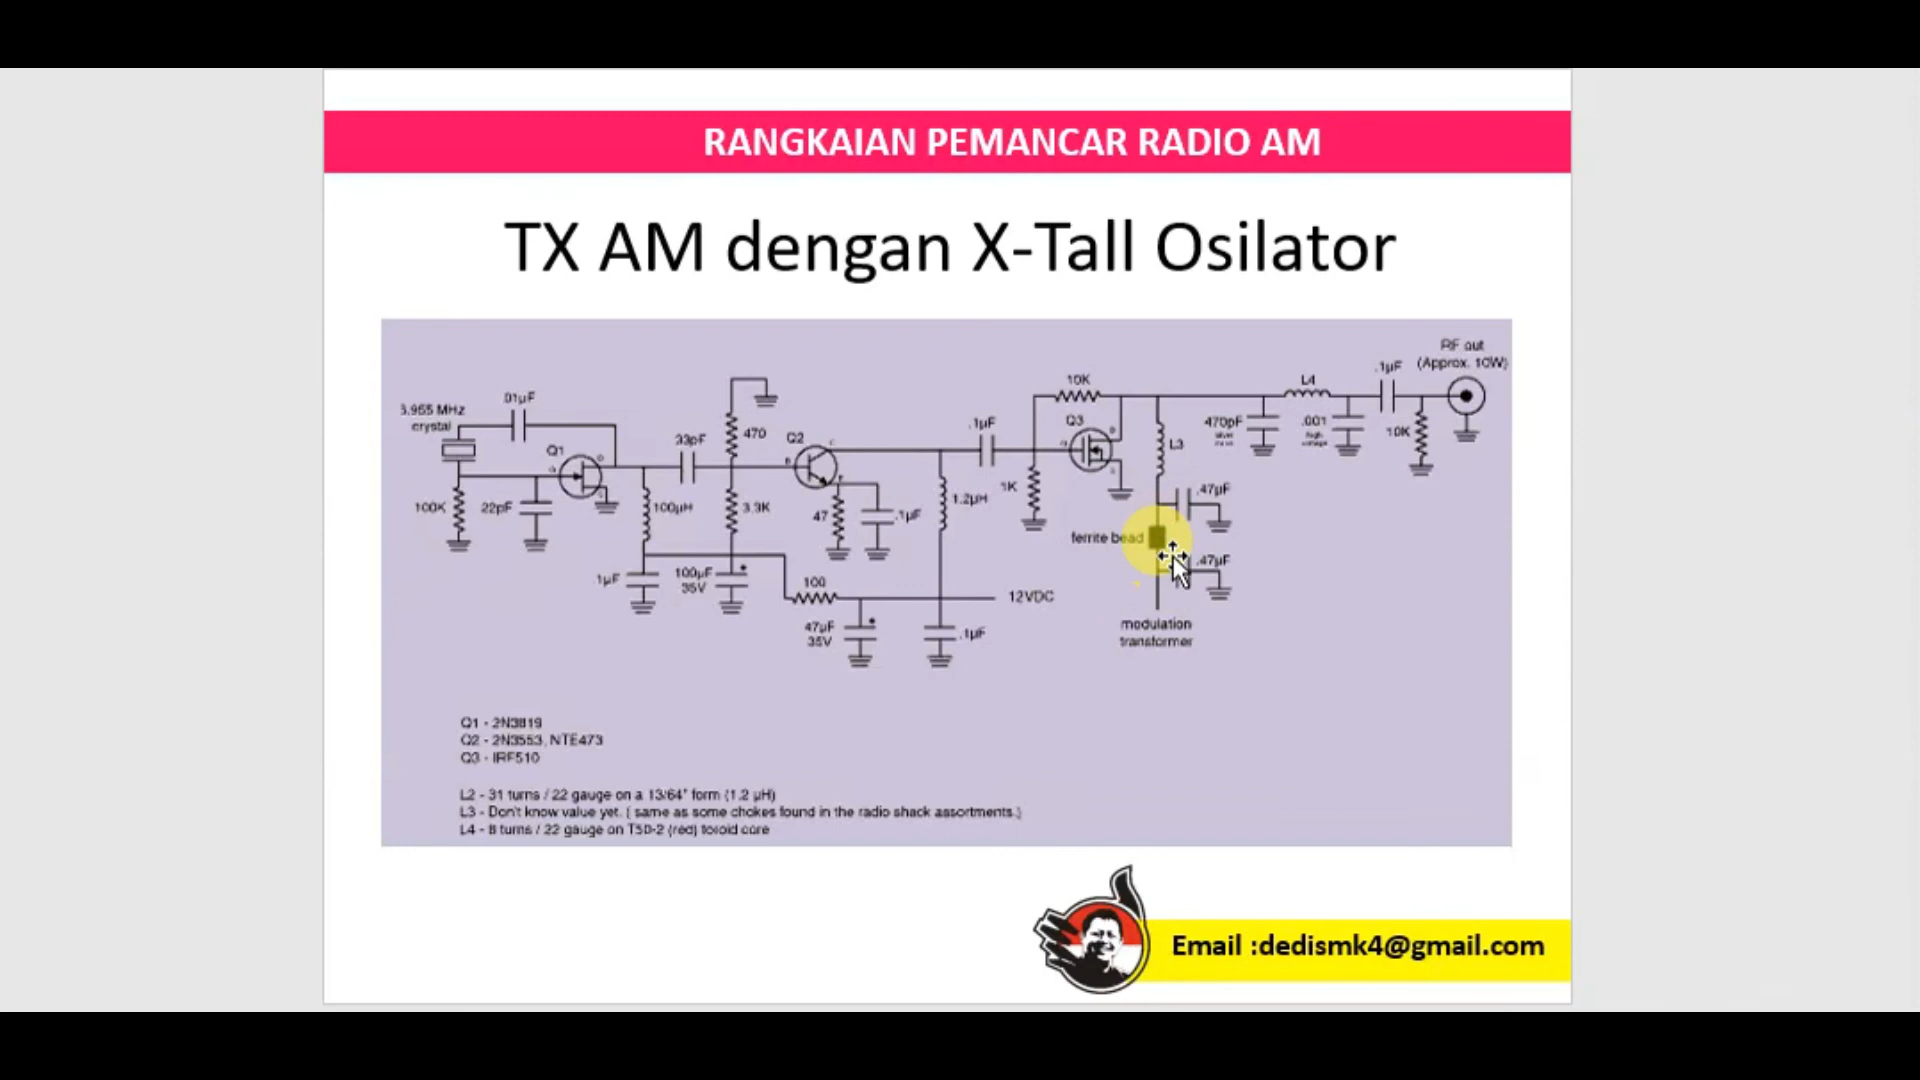 RANGKAIAN PEMANCAR RADIO AM
TX AM dengan X-Tall Osilator
RF out
(Approx. 10W)
.1µF
L4
10K
01µF
3.955 MHz
crystal
Q1
33pF
470
Q2
.1µF
Q3
470pF
.001
10K
L3
100K
22pF
100µH
3.3K
47
.1µF
1.2µH
1K
.47µF
ferrite bead
.47µF
1µF
100µF
35V
100
12VDC
47µF
35V
.1µF
modulation
transformer
Q1 - 2N3819
Q2 - 2N3553, NTE473
Q3 - IRF510
L2 - 31 turns / 22 gauge on a 13/64" form (1.2 µH)
L3 - Don't know value yet. ( same as some chokes found in the radio shack assortments.)
L4 - 8 turns / 22 gauge on T50-2 (red) toroid core
Email :dedismk4@gmail.com